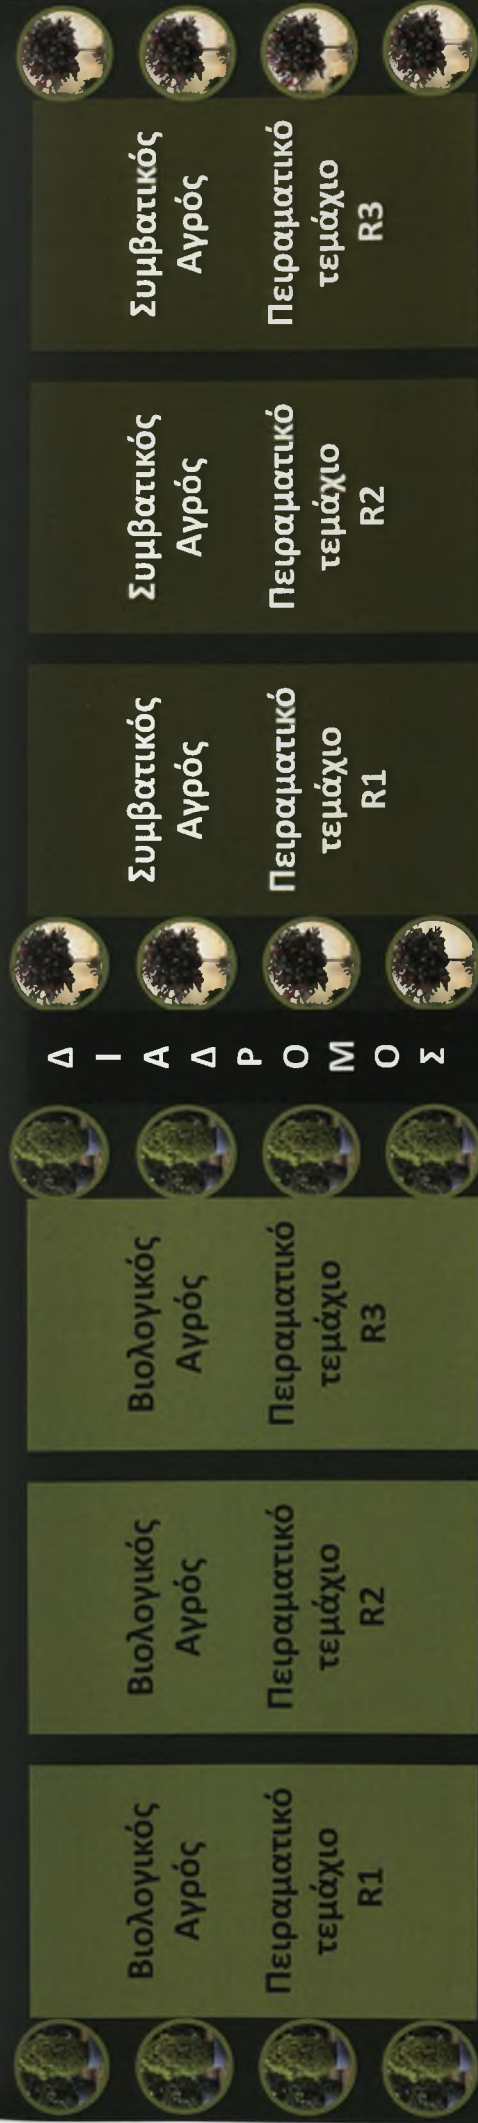 Βιολογικός
Αγρός
Πειραματικό
τεμάχιο
R1
Βιολογικός
Αγρός
Πειραματικό
τεμάχιο
R2
Βιολογικός
Αγρός
Πειραματικό
τεμάχιο
R3
Δ
Ι
Α
Δ
Ρ
Ο
Μ
Ο
Σ
Συμβατικός
Αγρός
Πειραματικό
τεμάχιο
R1
Συμβατικός
Αγρός
Πειραματικό
τεμάχιο
R2
Συμβατικός
Αγρός
Πειραματικό
τεμάχιο
R3